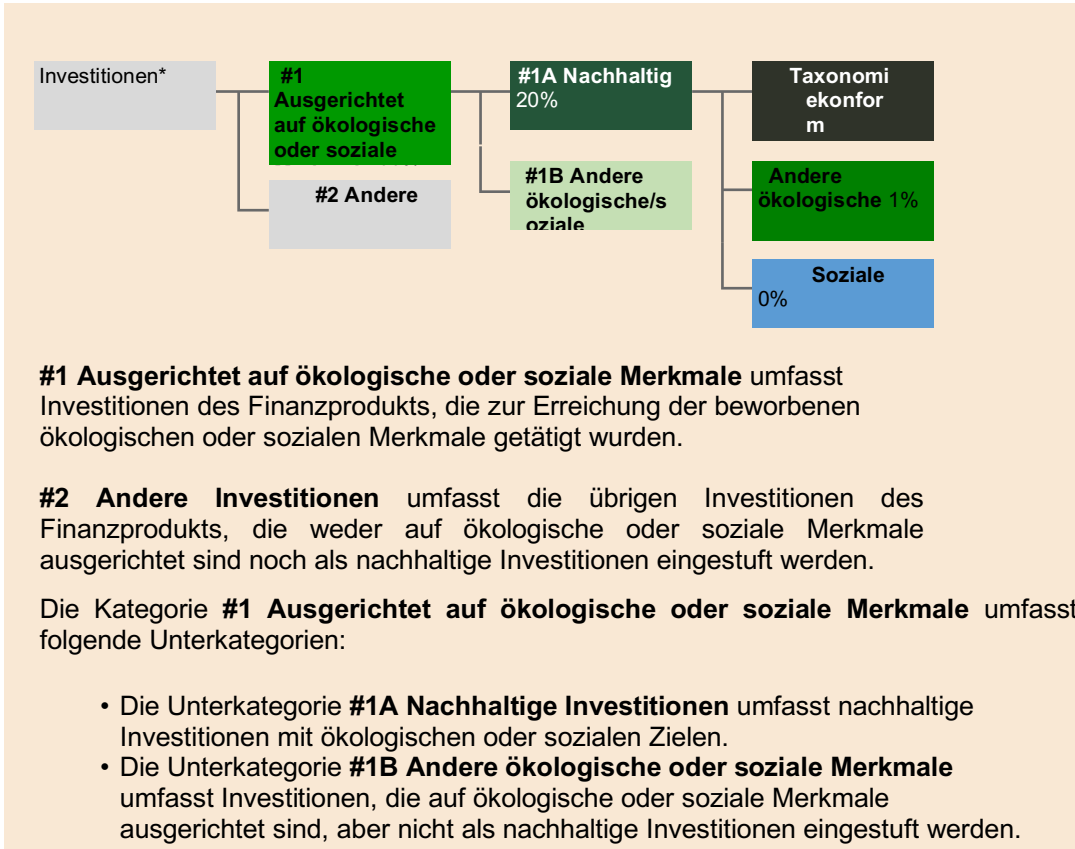 Investitionen*
#1
Ausgerichtet
auf ökologische
oder soziale
#2 Andere
#1A Nachhaltig
20%
#1B Andere
ökologische/s
oziale
Taxonomi
ekonfor
m
Andere
ökologische 1%
Soziale
0%
#1 Ausgerichtet auf ökologische oder soziale Merkmale umfasst
Investitionen des Finanzprodukts, die zur Erreichung der beworbenen
ökologischen oder sozialen Merkmale getätigt wurden.
#2 Andere Investitionen umfasst die übrigen Investitionen des
Finanzprodukts, die weder auf ökologische oder soziale Merkmale
ausgerichtet sind noch als nachhaltige Investitionen eingestuft werden.
Die Kategorie #1 Ausgerichtet auf ökologische oder soziale Merkmale umfasst
folgende Unterkategorien:
• Die Unterkategorie #1A Nachhaltige Investitionen umfasst nachhaltige
Investitionen mit ökologischen oder sozialen Zielen.
• Die Unterkategorie #1B Andere ökologische oder soziale Merkmale
umfasst Investitionen, die auf ökologische oder soziale Merkmale
ausgerichtet sind, aber nicht als nachhaltige Investitionen eingestuft werden.